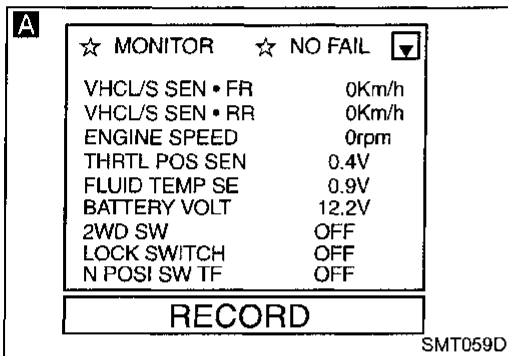 A
☆ MONITOR ☆ NO FAIL ▼
VHCL/S SEN • FR 0Km/h
VHCL/S SEN • RR 0Km/h
ENGINE SPEED 0rpm
THRTL POS SEN 0.4V
FLUID TEMP SE 0.9V
BATTERY VOLT 12.2V
2WD SW OFF
LOCK SWITCH OFF
N POSI SW TF OFF
RECORD
SMT059D